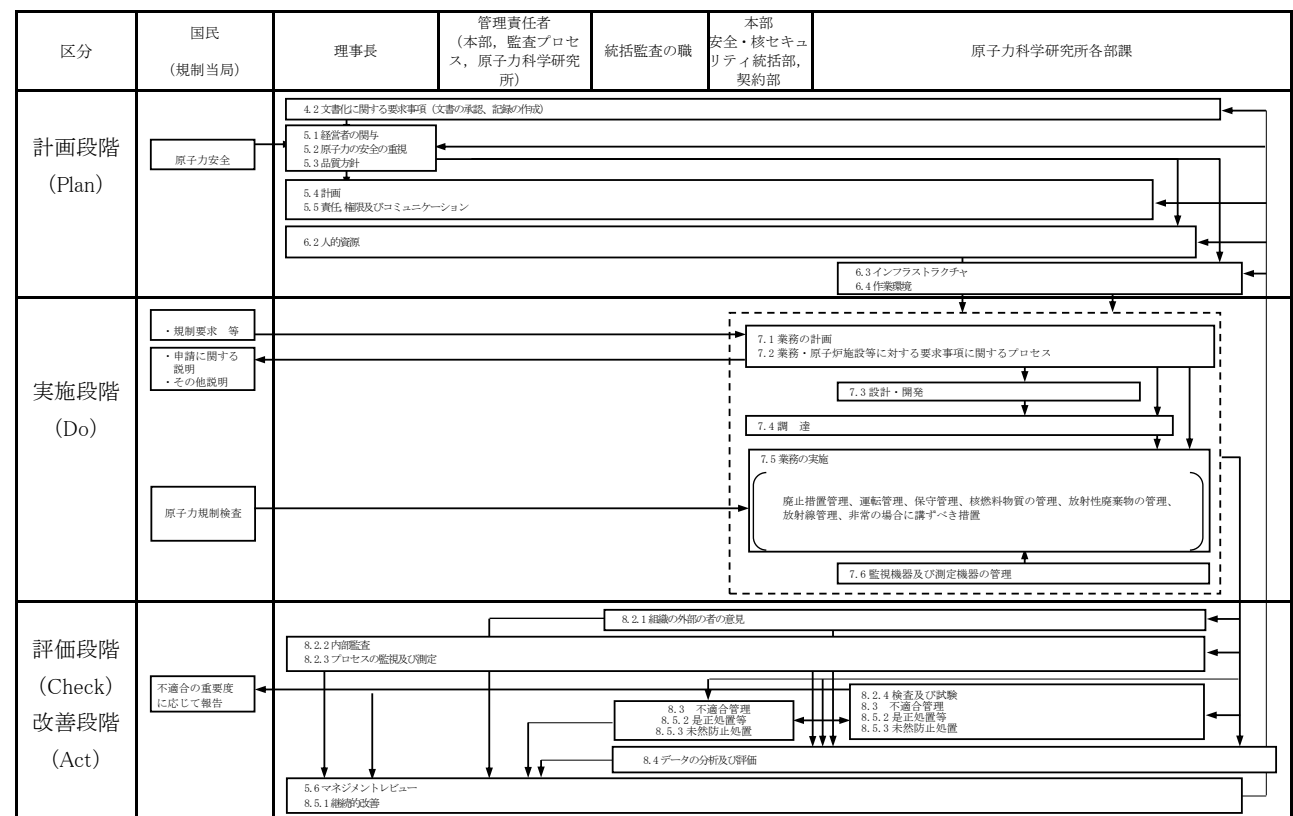 区分
国民
（規制当局）
理事長
管理責任者
（本部，監査プロセ
ス，原子力科学研究
所）
統括監査の職
本部
安全・核セキュ
リティ統括部，
契約部
原子力科学研究所各部課
計画段階
（Plan）
原子力安全
4.2 文書化に関する要求事項（文書の承認、記録の作成）
5.1 経営者の関与
5.2 原子力の安全の重視
5.3 品質方針
5.4 計画
5.5 責任，権限及びコミュニケーション
6.2 人的資源
6.3 インフラストラクチャ
6.4 作業環境
実施段階
（Do）
・規制要求　等
・申請に関する
説明
・その他説明
原子力規制検査
7.1 業務の計画
7.2 業務・原子炉施設等に対する要求事項に関するプロセス
7.3 設計・開発
7.4 調　達
7.5 業務の実施
廃止措置管理、運転管理、保守管理、核燃料物質の管理、放射性廃棄物の管理、
放射線管理、非常の場合に講ずべき措置
7.6 監視機器及び測定機器の管理
評価段階
（Check）
改善段階
（Act）
不適合の重要度
に応じて報告
8.2.1 組織の外部の者の意見
8.2.2 内部監査
8.2.3 プロセスの監視及び測定
8.3　不適合管理
8.5.2 是正処置等
8.5.3 未然防止処置
8.2.4 検査及び試験
8.3　不適合管理
8.5.2 是正処置等
8.5.3 未然防止処置
8.4 データの分析及び評価
5.6 マネジメントレビュー
8.5.1 継続的改善